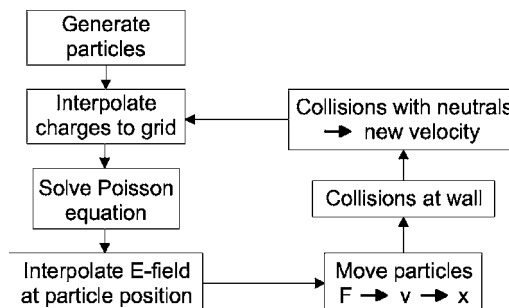 Generate
particles
Interpolate
charges to grid
Solve Poisson
equation
Interpolate E-field
at particle position
Move particles
F → v → x
Collisions at wall
Collisions with neutrals
→ new velocity